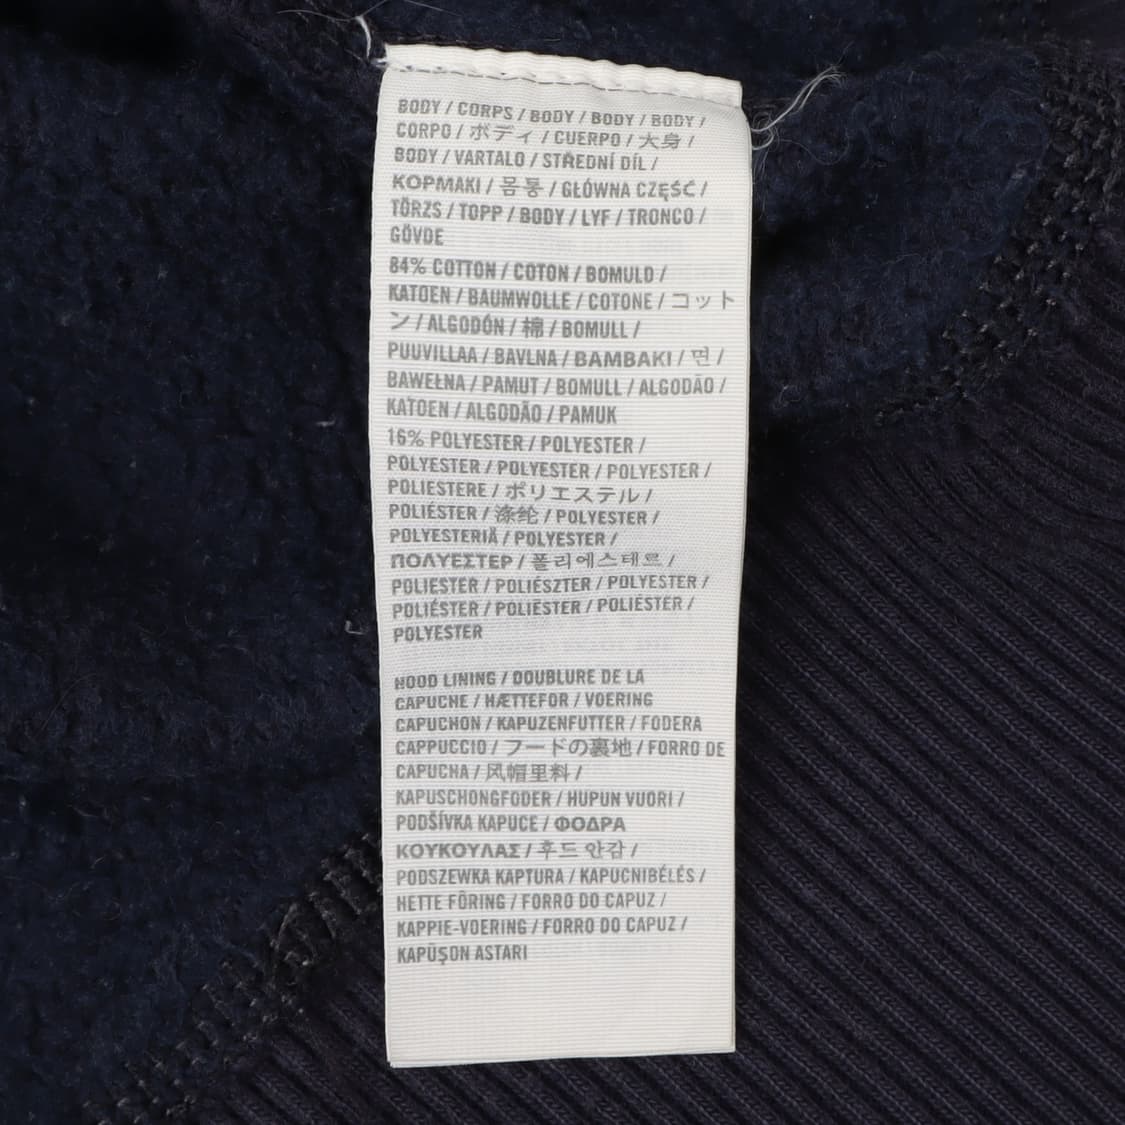 BODY / CORPS / BODY / BODY / BODY /
CORPO / ボディ / CUERPO / 大身 /
BODY / VARTALO / STŘEDNÍ DÍL /
ΚΟΡΜΑΚΙ / 몸통 / GŁÓWNA CZĘŚĆ /
TÖRZS / TOPP / BODY / LYF / TRONCO /
GÖVDE
84% COTTON / COTON / BOMULD /
KATOEN / BAUMWOLLE / COTONE / コット
ン / ALGODÓN / 棉 / BOMULL /
PUUVILLAA / BAVLNA / ΒΑΜΒΑΚΙ / 면 /
BAWEŁNA / PAMUT / BOMULL / ALGODÃO /
KATOEN / ALGODÃO / PAMUK
16% POLYESTER / POLYESTER /
POLYESTER / POLYESTER / POLYESTER /
POLIESTERE / ポリエステル /
POLIÉSTER / 涤纶 / POLYESTER /
POLYESTERIÄ / POLYESTER /
ΠΟΛΥΕΣΤΕΡ / 폴리에스테르 /
POLIESTER / POLIÉSZTER / POLYESTER /
POLIÉSTER / POLIËSTER / POLIÉSTER /
POLYESTER
HOOD LINING / DOUBLURE DE LA
CAPUCHE / HÆTTEFOR / VOERING
CAPUCHON / KAPUZENFUTTER / FODERA
CAPPUCCIO / フードの裏地 / FORRO DE
CAPUCHA / 风帽里料 /
KAPUSCHONGFODER / HUPUN VUORI /
PODŠÍVKA KAPUCE / ΦΟΔΡΑ
ΚΟΥΚΟΥΛΑΣ / 후드 안감 /
PODSZEWKA KAPTURA / KAPUCNIBÉLÉS /
HETTE FÔRING / FORRO DO CAPUZ /
KAPPIE-VOERING / FORRO DO CAPUZ /
KAPÜŞON ASTARI